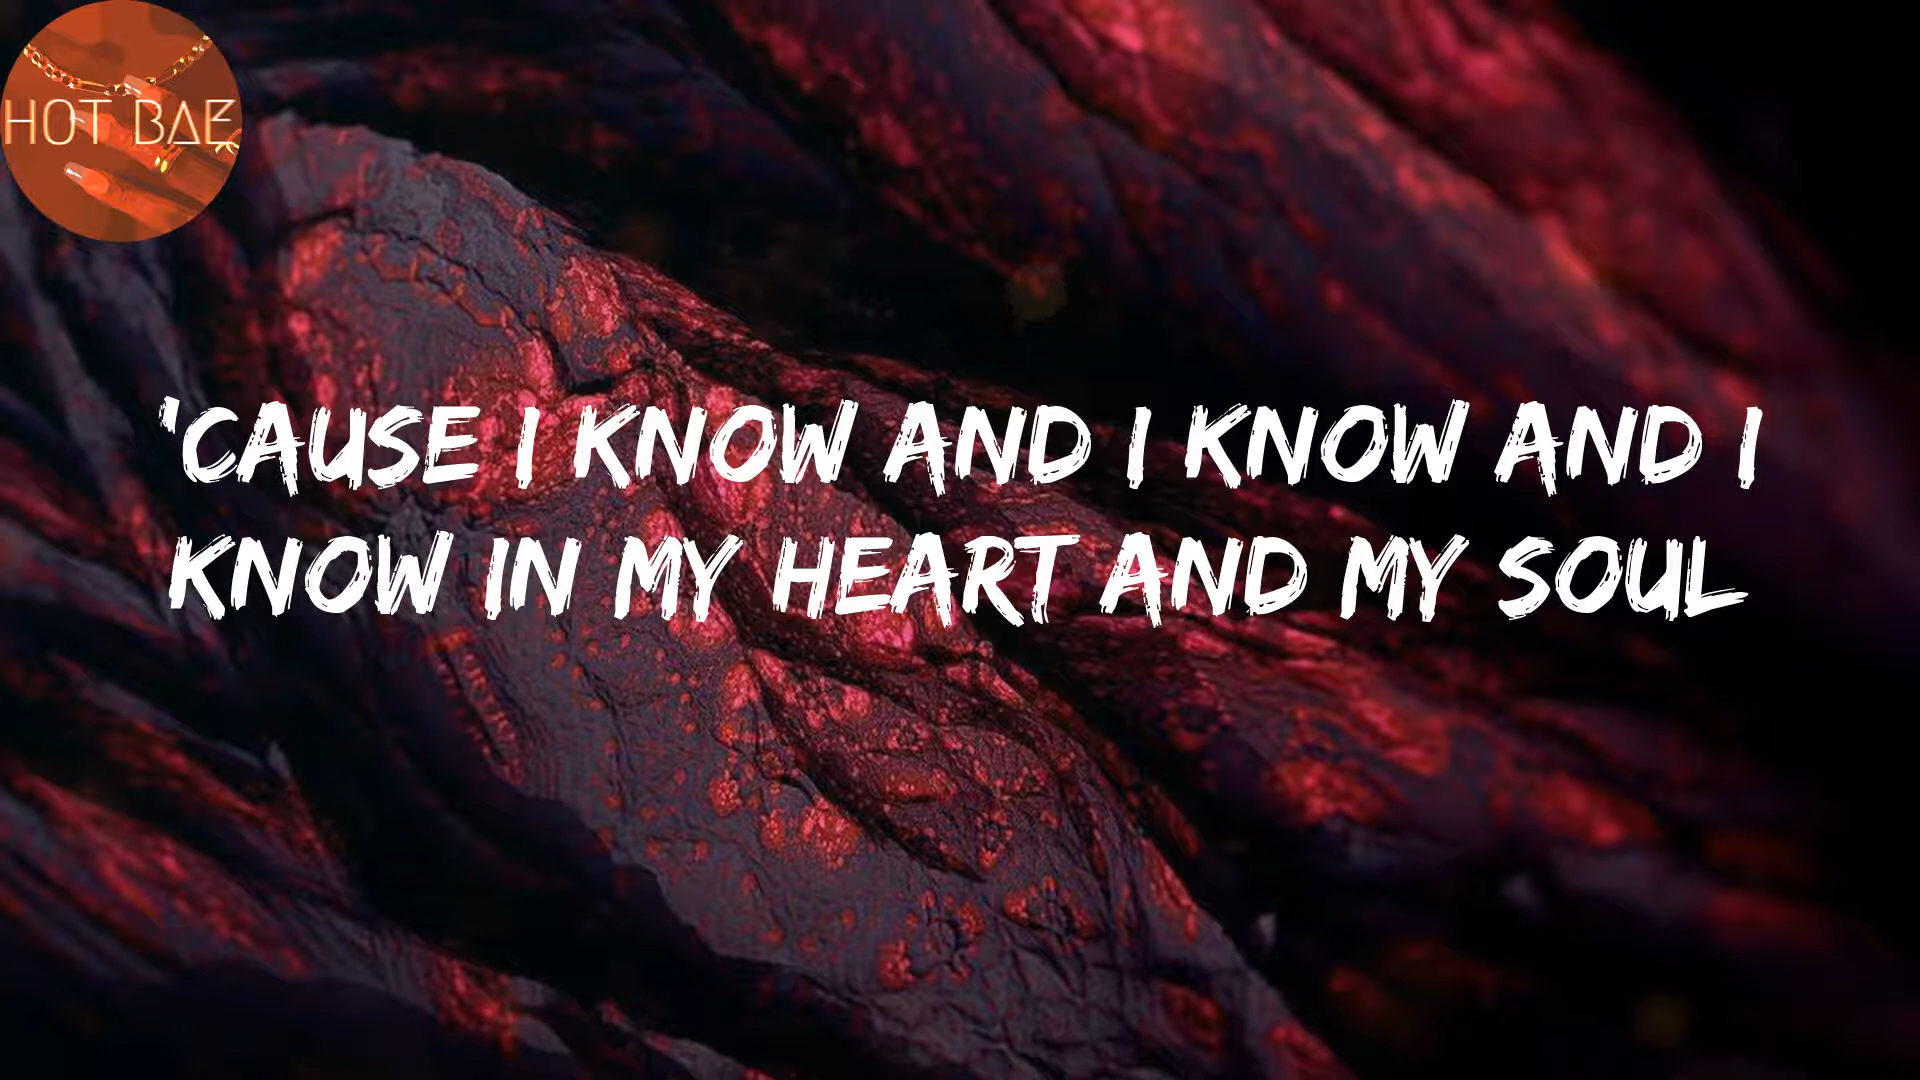 HOT BAE
'CAUSE I KNOW AND I KNOW AND I
KNOW IN MY HEART AND MY SOUL